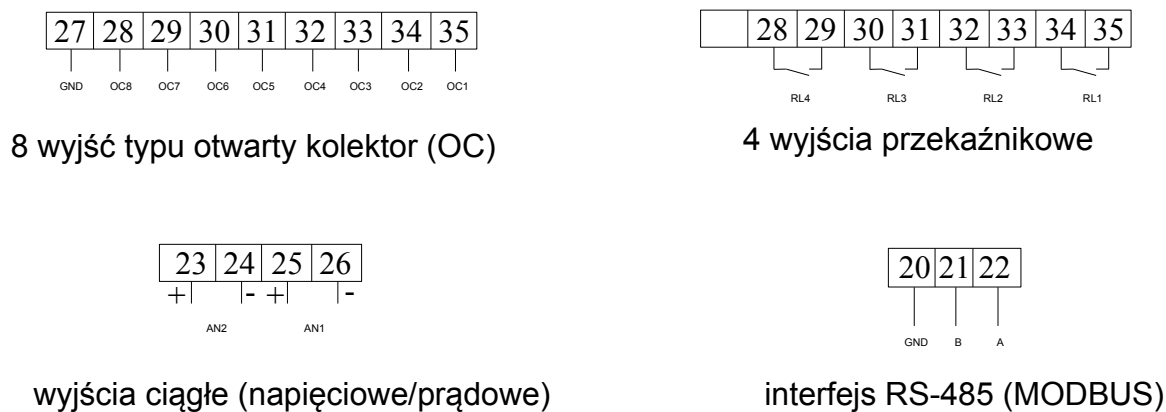 27 28 29 30 31 32 33 34 35
GND OC8 OC7 OC6 OC5 OC4 OC3 OC2 OC1
8 wyjść typu otwarty kolektor (OC)
28 29 30 31 32 33 34 35
RL4 RL3 RL2 RL1
4 wyjścia przekaźnikowe
23 24 25 26
+ - + -
AN2 AN1
wyjścia ciągłe (napięciowe/prądowe)
20 21 22
GND B A
interfejs RS-485 (MODBUS)